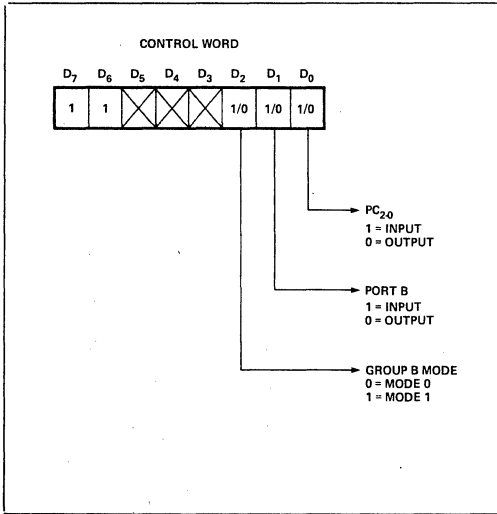 CONTROL WORD
D7 D6 D5 D4 D3 D2 D1 D0
1 1 1/0 1/0 1/0
PC2-0
1 = INPUT
0 = OUTPUT
PORT B
1 = INPUT
0 = OUTPUT
GROUP B MODE
0 = MODE 0
1 = MODE 1